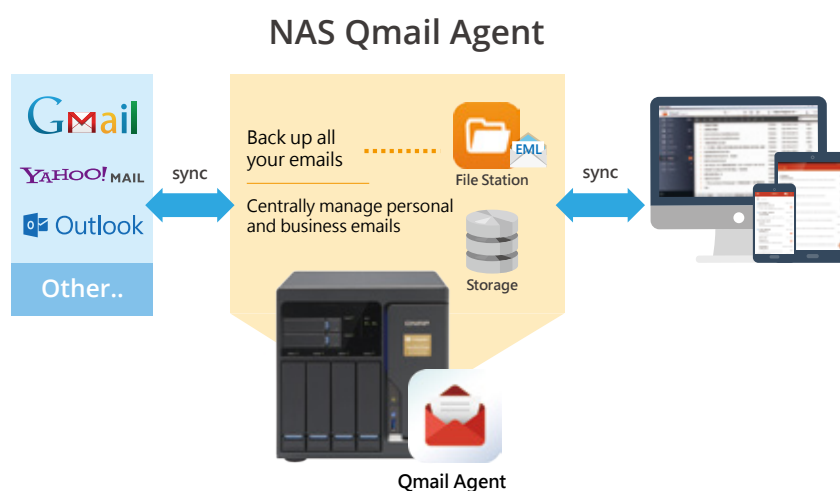 NAS Qmail Agent
Gmail
YAHOO! MAIL
Outlook
Other..
sync
Back up all
your emails
EML
File Station
Centrally manage personal
and business emails
Storage
sync
Qmail Agent